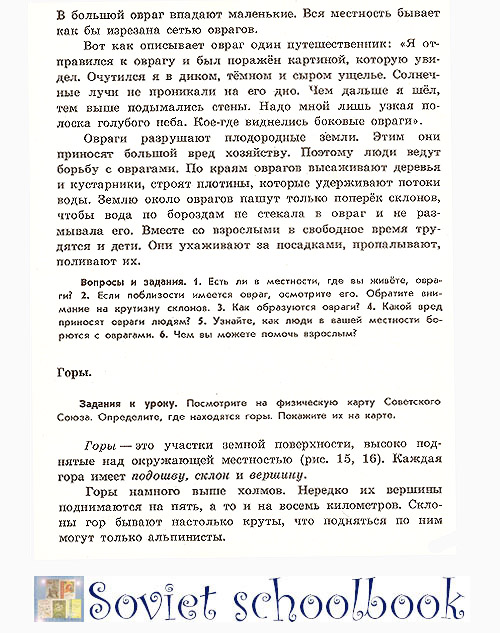 В большой овраг впадают маленькие. Вся местность бывает
как бы изрезана сетью оврагов.
Вот как описывает овраг один путешественник: «Я от-
правился к оврагу и был поражён картиной, которую уви-
дел. Очутился я в диком, тёмном и сыром ущелье. Солнеч-
ные лучи не проникали на его дно. Чем дальше я шёл,
тем выше подымались стены. Надо мной лишь узкая по-
лоска голубого неба. Кое-где виднелись боковые овраги».
Овраги разрушают плодородные земли. Этим они
приносят большой вред хозяйству. Поэтому люди ведут
борьбу с оврагами. По краям оврагов высаживают деревья
и кустарники, строят плотины, которые удерживают потоки
воды. Землю около оврагов пашут только поперёк склонов,
чтобы вода по бороздам не стекала в овраг и не раз-
мывала его. Вместе со взрослыми в свободное время тру-
дятся и дети. Они ухаживают за посадками, пропалывают,
поливают их.
Вопросы и задания. 1. Есть ли в местности, где вы живёте, овра-
ги? 2. Если поблизости имеется овраг, осмотрите его. Обратите вни-
мание на крутизну склонов. 3. Как образуются овраги? 4. Какой вред
приносят овраги людям? 5. Узнайте, как люди в вашей местности бо-
рются с оврагами. 6. Чем вы можете помочь взрослым?
Горы.
Задания к уроку. Посмотрите на физическую карту Советского
Союза. Определите, где находятся горы. Покажите их на карте.
Горы — это участки земной поверхности, высоко под-
нятые над окружающей местностью (рис. 15, 16). Каждая
гора имеет подошву, склон и вершину.
Горы намного выше холмов. Нередко их вершины
поднимаются на пять, а то и на восемь километров. Скло-
ны гор бывают настолько круты, что подняться по ним
могут только альпинисты.
Soviet schoolbook